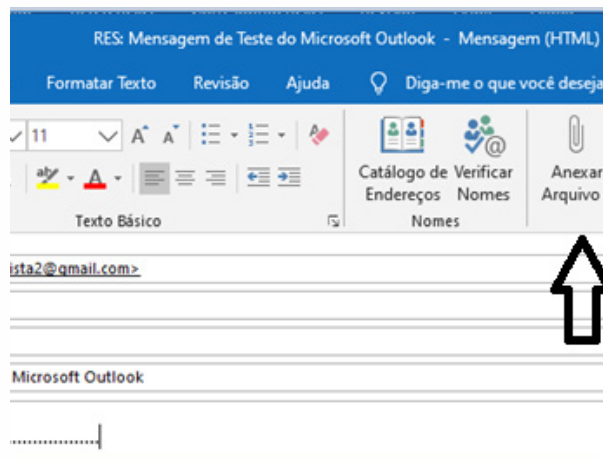 RES: Mensagem de Teste do Microsoft Outlook - Mensagem (HTML)
Formatar Texto Revisão Ajuda Diga-me o que você deseja
11 A A
aby A
Catálogo de Endereços
Verificar Nomes
Anexar Arquivo
Texto Básico Nomes
ista2@gmail.com>
Microsoft Outlook
......................